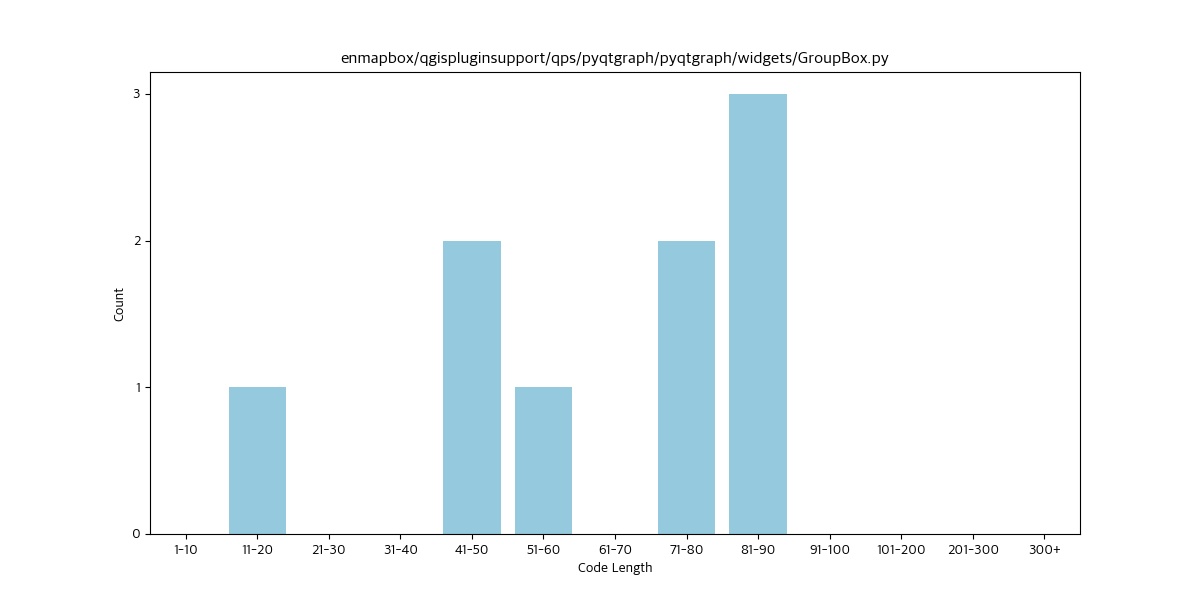 enmapbox/qgispluginsupport/qps/pyqtgraph/pyqtgraph/widgets/GroupBox.py
3
2
1
0
Count
1-10 11-20 21-30 31-40 41-50 51-60 61-70 71-80 81-90 91-100 101-200 201-300 300+
Code Length